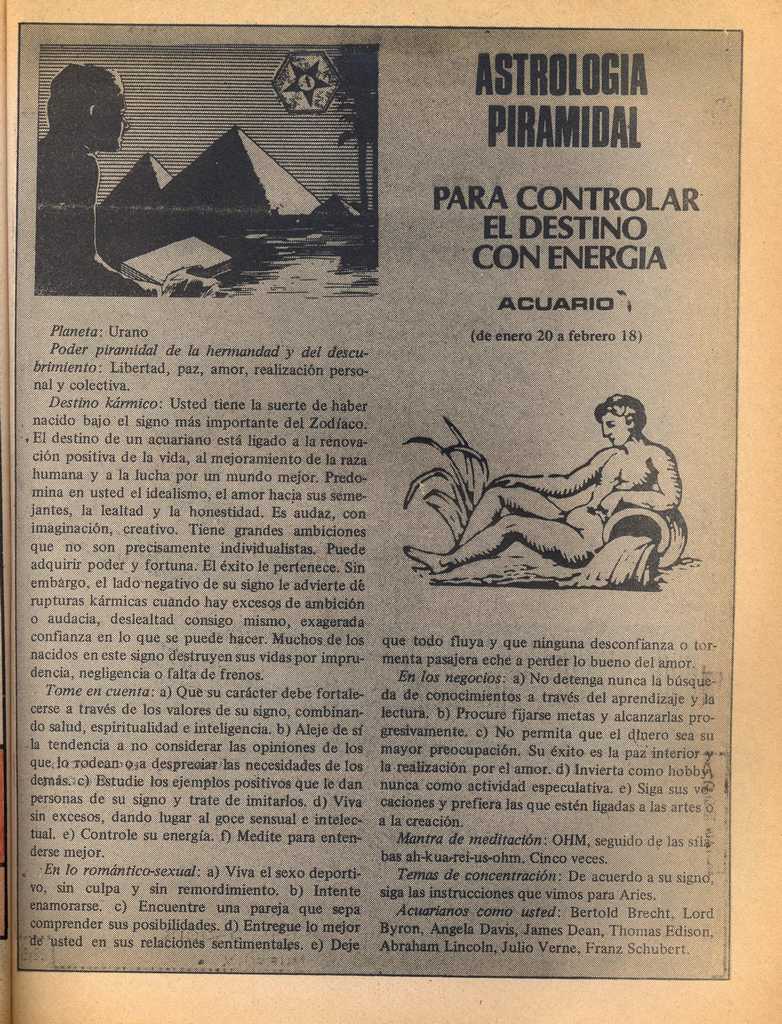 ASTROLOGIA
PIRAMIDAL
PARA CONTROLAR
EL DESTINO
CON ENERGIA
ACUARIO
(de enero 20 a febrero 18)
Planeta: Urano
Poder piramidal de la hermandad y del descu-
brimiento: Libertad, paz, amor, realización perso-
nal y colectiva.
Destino kármico: Usted tiene la suerte de haber
nacido bajo el signo más importante del Zodíaco.
El destino de un acuariano está ligado a la renova-
ción positiva de la vida, al mejoramiento de la raza
humana y a la lucha por un mundo mejor. Predo-
mina en usted el idealismo, el amor hacia sus seme-
jantes, la lealtad y la honestidad. Es audaz, con
imaginación, creativo. Tiene grandes ambiciones
que no son precisamente individualistas. Puede
adquirir poder y fortuna. El éxito le pertenece. Sin
embargo, el lado negativo de su signo le advierte de
rupturas kármicas cuando hay excesos de ambición
o audacia, deslealtad consigo mismo, exagerada
confianza en lo que se puede hacer. Muchos de los
nacidos en este signo destruyen sus vidas por impru-
dencia, negligencia o falta de frenos.
Tome en cuenta: a) Que su carácter debe fortale-
cerse a través de los valores de su signo, combinan-
do salud, espiritualidad e inteligencia. b) Aleje de sí
la tendencia a no considerar las opiniones de los
que lo rodean o a despreciar las necesidades de los
demás. c) Estudie los ejemplos positivos que le dan
personas de su signo y trate de imitarlos. d) Viva
sin excesos, dando lugar al goce sensual e intelec-
tual. e) Controle su energía. f) Medite para enten-
derse mejor.
En lo romántico-sexual: a) Viva el sexo deporti-
vo, sin culpa y sin remordimiento. b) Intente
enamorarse. c) Encuentre una pareja que sepa
comprender sus posibilidades. d) Entregue lo mejor
de usted en sus relaciones sentimentales. e) Deje
que todo fluya y que ninguna desconfianza o tor-
menta pasajera eche a perder lo bueno del amor.
En los negocios: a) No detenga nunca la búsque-
da de conocimientos a través del aprendizaje y la
lectura. b) Procure fijarse metas y alcanzarlas pro-
gresivamente. c) No permita que el dinero sea su
mayor preocupación. Su éxito es la paz interior y
la realización por el amor. d) Invierta como hobby,
nunca como actividad especulativa. e) Siga sus vo-
caciones y prefiera las que estén ligadas a las artes o
a la creación.
Mantra de meditación: OHM, seguido de las síla-
bas ah-kua-rei-us-ohm. Cinco veces.
Temas de concentración: De acuerdo a su signo,
siga las instrucciones que vimos para Aries.
Acuarianos como usted: Bertold Brecht, Lord
Byron, Angela Davis, James Dean, Thomas Edison,
Abraham Lincoln, Julio Verne, Franz Schubert.